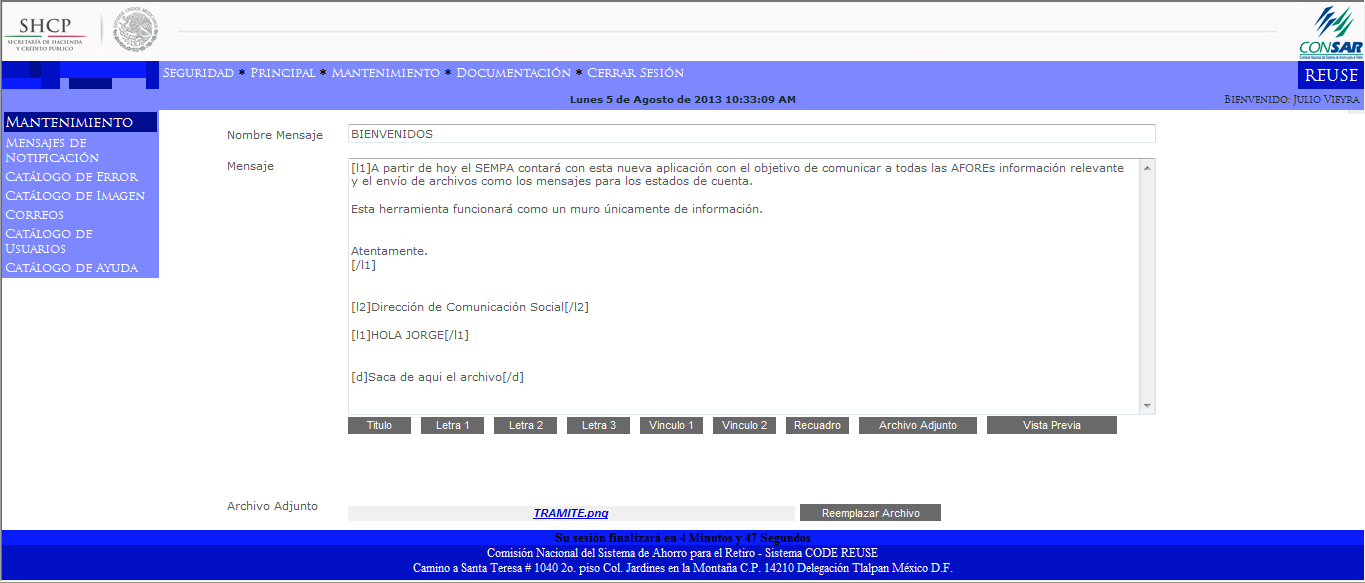 SHCP
SECRETARÍA DE HACIENDA
Y CRÉDITO PÚBLICO
ESTADOS UNIDOS MEXICANOS
CONSAR
Comisión Nacional del Sistema de Ahorro para el Retiro
SEGURIDAD * PRINCIPAL * MANTENIMIENTO * DOCUMENTACIÓN * CERRAR SESIÓN
REUSE
Lunes 5 de Agosto de 2013 10:33:09 AM
BIENVENIDO: JULIO VIEYRA
MANTENIMIENTO
MENSAJES DE
NOTIFICACIÓN
CATÁLOGO DE ERROR
CATÁLOGO DE IMAGEN
CORREOS
CATÁLOGO DE
USUARIOS
CATÁLOGO DE AYUDA
Nombre Mensaje
BIENVENIDOS
Mensaje
[l1]A partir de hoy el SEMPA contará con esta nueva aplicación con el objetivo de comunicar a todas las AFOREs información relevante
y el envío de archivos como los mensajes para los estados de cuenta.
Esta herramienta funcionará como un muro únicamente de información.
Atentamente.
[/l1]
[l2]Dirección de Comunicación Social[/l2]
[l1]HOLA JORGE[/l1]
[d]Saca de aqui el archivo[/d]
Titulo Letra 1 Letra 2 Letra 3 Vinculo 1 Vinculo 2 Recuadro Archivo Adjunto Vista Previa
Archivo Adjunto
TRAMITE.png
Reemplazar Archivo
Su sesión finalizará en 4 Minutos y 47 Segundos
Comisión Nacional del Sistema de Ahorro para el Retiro - Sistema CODE REUSE
Camino a Santa Teresa # 1040 2o. piso Col. Jardines en la Montaña C.P. 14210 Delegación Tlalpan México D.F.